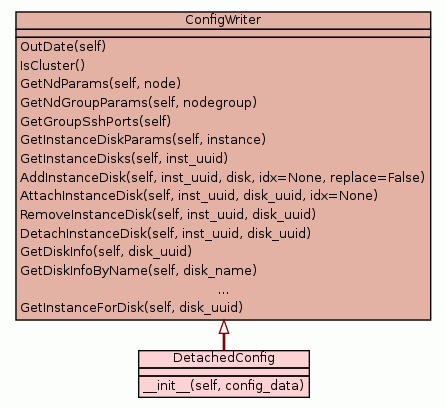 ConfigWriter
OutDate(self)
IsCluster()
GetNdParams(self, node)
GetNdGroupParams(self, nodegroup)
GetGroupSshPorts(self)
GetInstanceDiskParams(self, instance)
GetInstanceDisks(self, inst_uuid)
AddInstanceDisk(self, inst_uuid, disk, idx=None, replace=False)
AttachInstanceDisk(self, inst_uuid, disk_uuid, idx=None)
RemoveInstanceDisk(self, inst_uuid, disk_uuid)
DetachInstanceDisk(self, inst_uuid, disk_uuid)
GetDiskInfo(self, disk_uuid)
GetDiskInfoByName(self, disk_name)
...
GetInstanceForDisk(self, disk_uuid)
DetachedConfig
__init__(self, config_data)